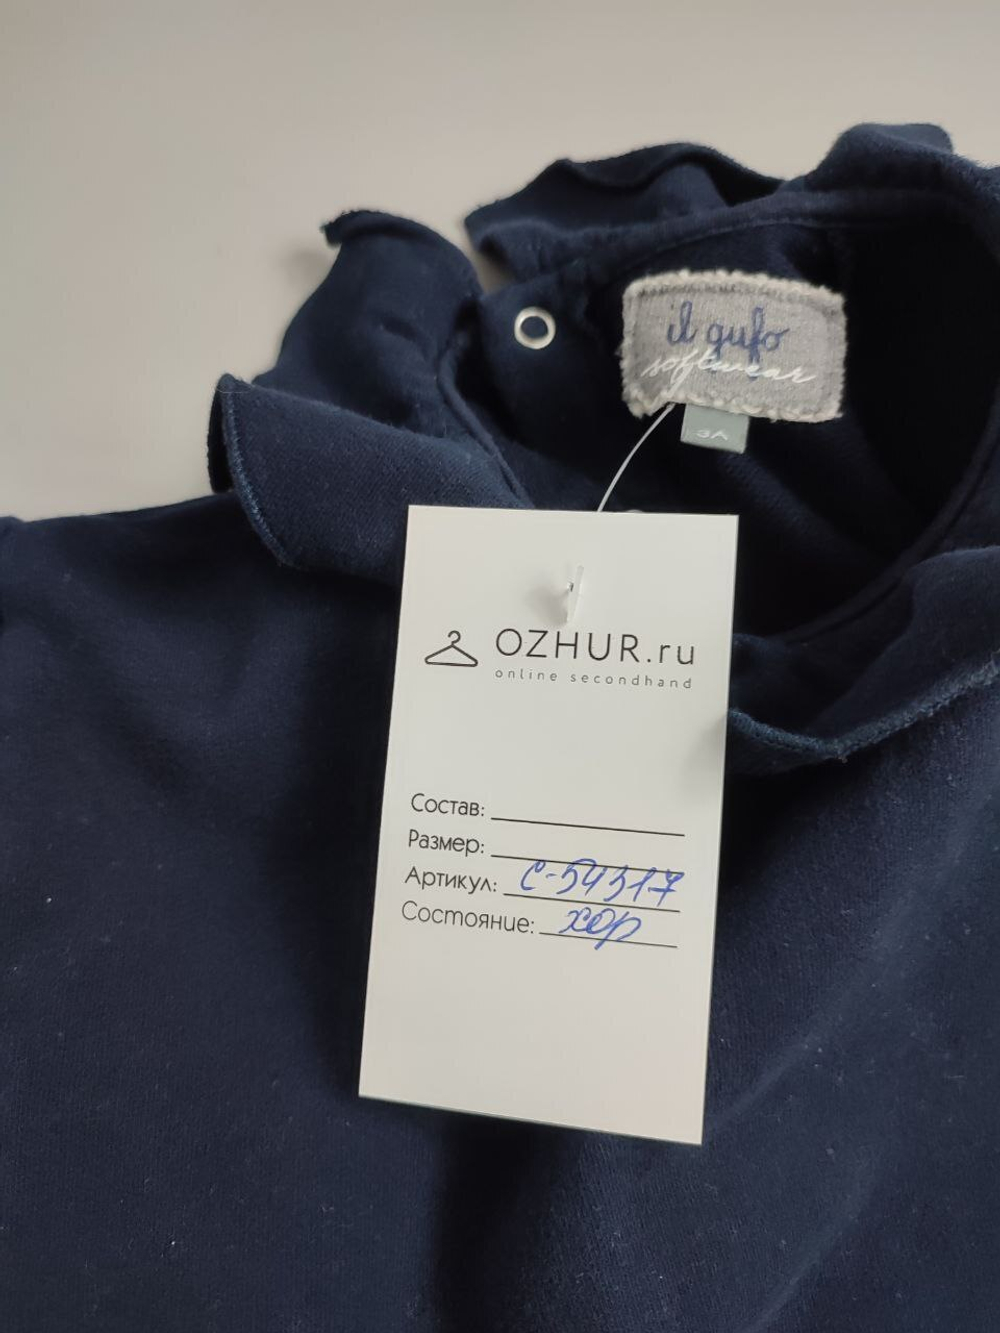 il gufo
softwear
3A
OZHUR.ru
online secondhand
Состав:
Размер:
Артикул: С-54317
Состояние: хор